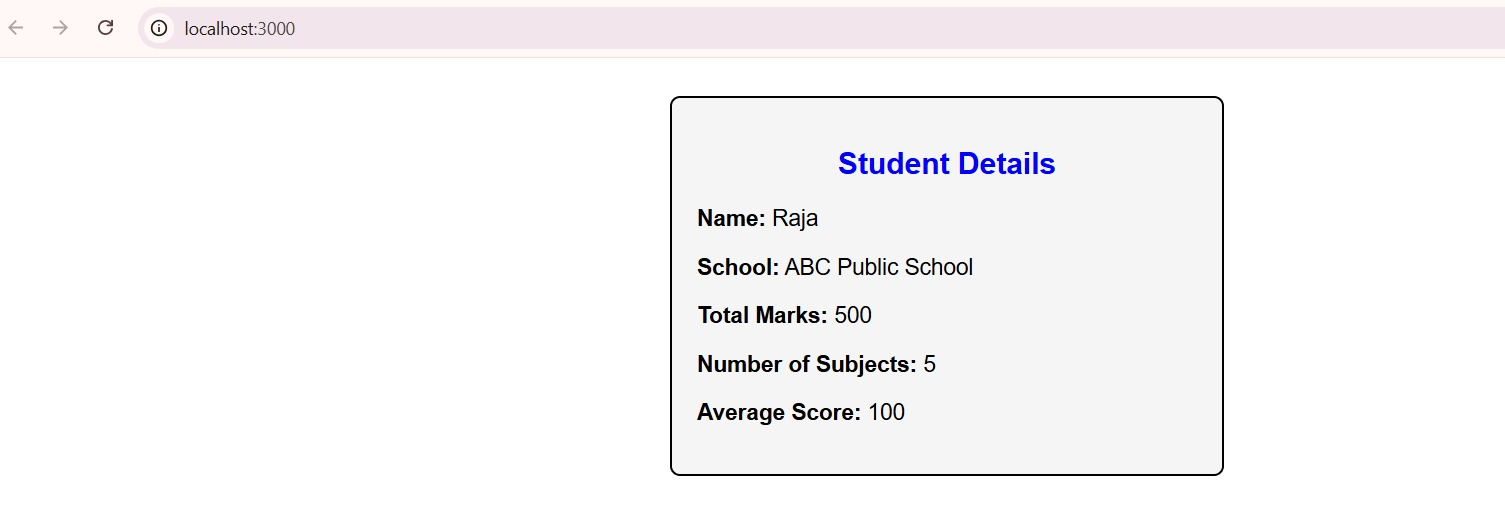 localhost:3000
Student Details
Name: Raja
School: ABC Public School
Total Marks: 500
Number of Subjects: 5
Average Score: 100